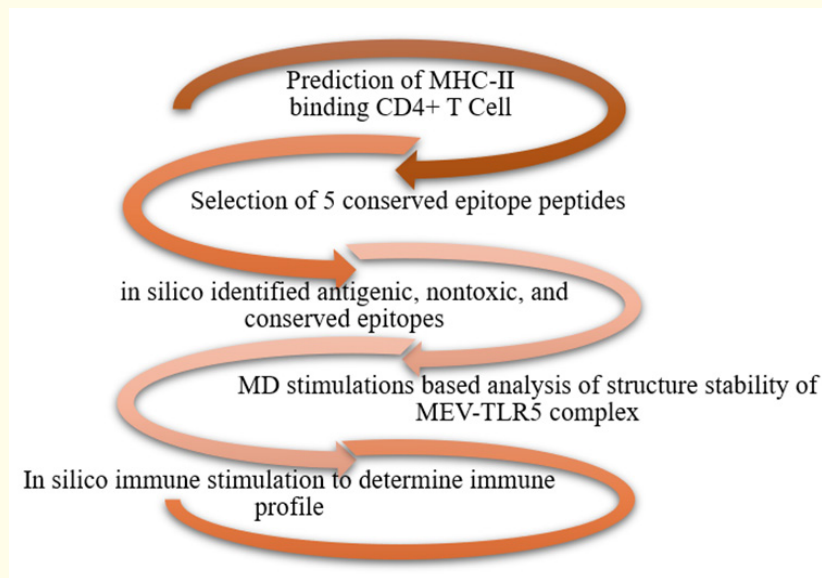 Prediction of MHC-II
binding CD4+ T Cell
Selection of 5 conserved epitope peptides
in silico identified antigenic, nontoxic, and
conserved epitopes
MD stimulations based analysis of structure stability of
MEV-TLR5 complex
In silico immune stimulation to determine immune
profile